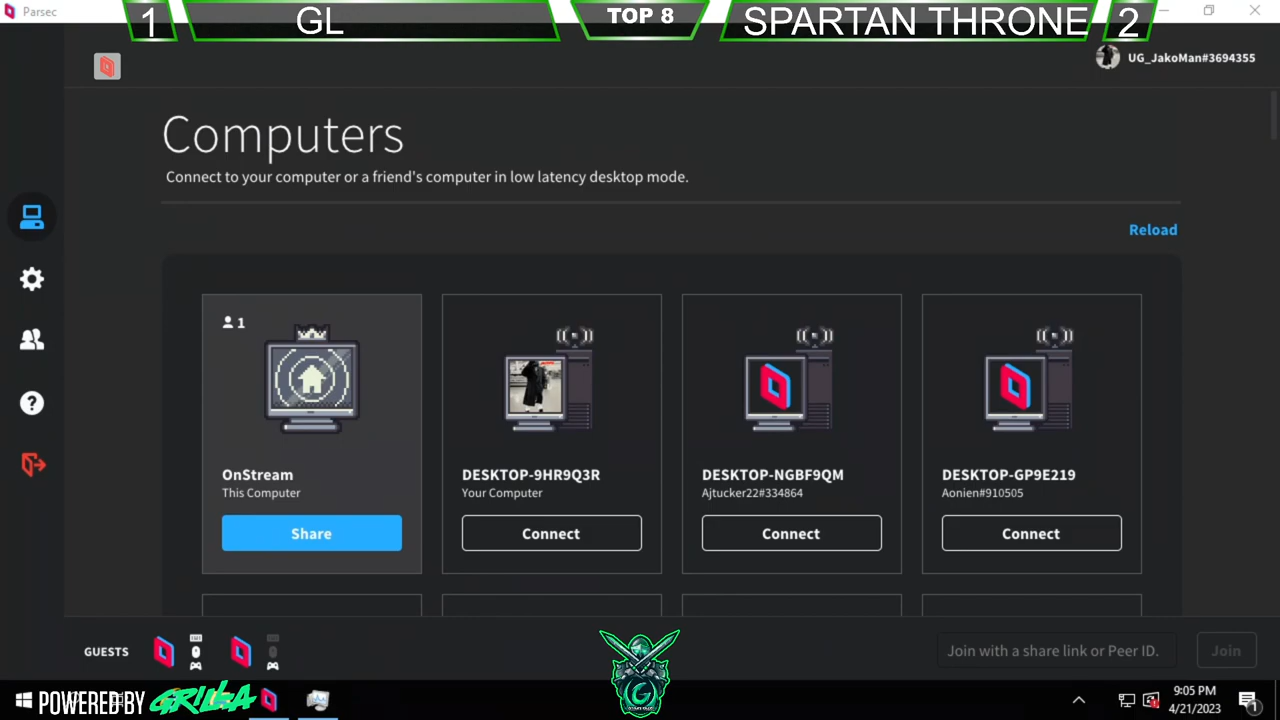 Parsec
1
GL
TOP 8
SPARTAN THRONE
2
UG_JakoMan#3694355
Computers
Connect to your computer or a friend's computer in low latency desktop mode.
Reload
1
OnStream
This Computer
Share
DESKTOP-9HR9Q3R
Your Computer
Connect
DESKTOP-NGBF9QM
Ajtucker22#334864
Connect
DESKTOP-GP9E219
Aonien#910505
Connect
GUESTS
Join with a share link or Peer ID.
Join
POWERED BY GRILLA
9:05 PM
4/21/2023
1